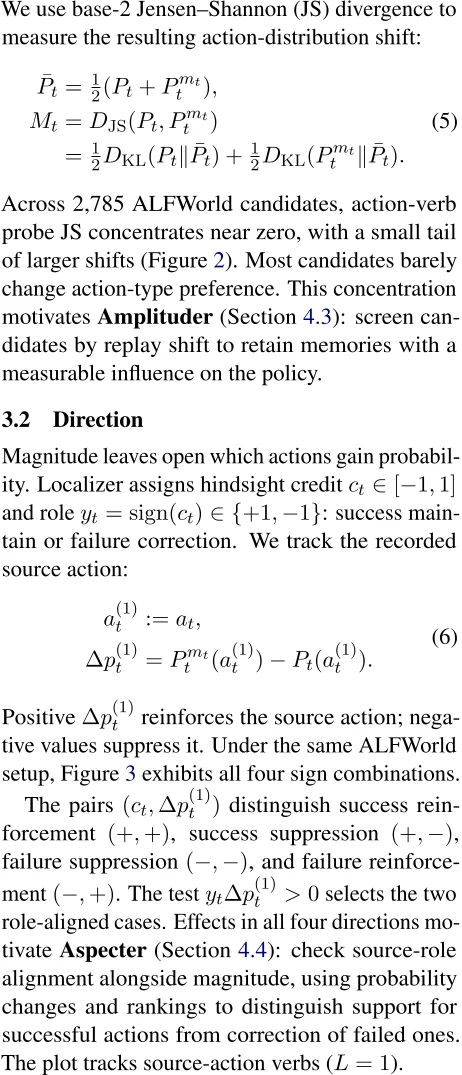 We use base-2 Jensen–Shannon (JS) divergence to
measure the resulting action-distribution shift:
P̄_t = ½(P_t + P_t^{m_t}),
M_t = D_JS(P_t, P_t^{m_t}) (5)
= ½D_KL(P_t‖P̄_t) + ½D_KL(P_t^{m_t}‖P̄_t).
Across 2,785 ALFWorld candidates, action-verb
probe JS concentrates near zero, with a small tail
of larger shifts (Figure 2). Most candidates barely
change action-type preference. This concentration
motivates Amplituder (Section 4.3): screen can-
didates by replay shift to retain memories with a
measurable influence on the policy.
3.2 Direction
Magnitude leaves open which actions gain probabil-
ity. Localizer assigns hindsight credit c_t ∈ [−1, 1]
and role y_t = sign(c_t) ∈ {+1, −1}: success main-
tain or failure correction. We track the recorded
source action:
a_t^{(1)} := a_t,
Δp_t^{(1)} = P_t^{m_t}(a_t^{(1)}) − P_t(a_t^{(1)}). (6)
Positive Δp_t^{(1)} reinforces the source action; nega-
tive values suppress it. Under the same ALFWorld
setup, Figure 3 exhibits all four sign combinations.
The pairs (c_t, Δp_t^{(1)}) distinguish success rein-
forcement (+, +), success suppression (+, −),
failure suppression (−, −), and failure reinforce-
ment (−, +). The test y_tΔp_t^{(1)} > 0 selects the two
role-aligned cases. Effects in all four directions mo-
tivate Aspecter (Section 4.4): check source-role
alignment alongside magnitude, using probability
changes and rankings to distinguish support for
successful actions from correction of failed ones.
The plot tracks source-action verbs (L = 1).